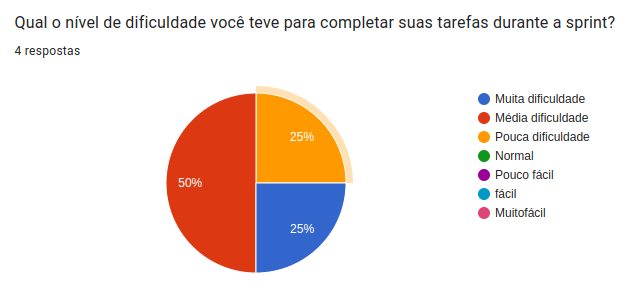 Qual o nível de dificuldade você teve para completar suas tarefas durante a sprint?
4 respostas
25%
50%
25%
Muita dificuldade
Média dificuldade
Pouca dificuldade
Normal
Pouco fácil
fácil
Muitofácil